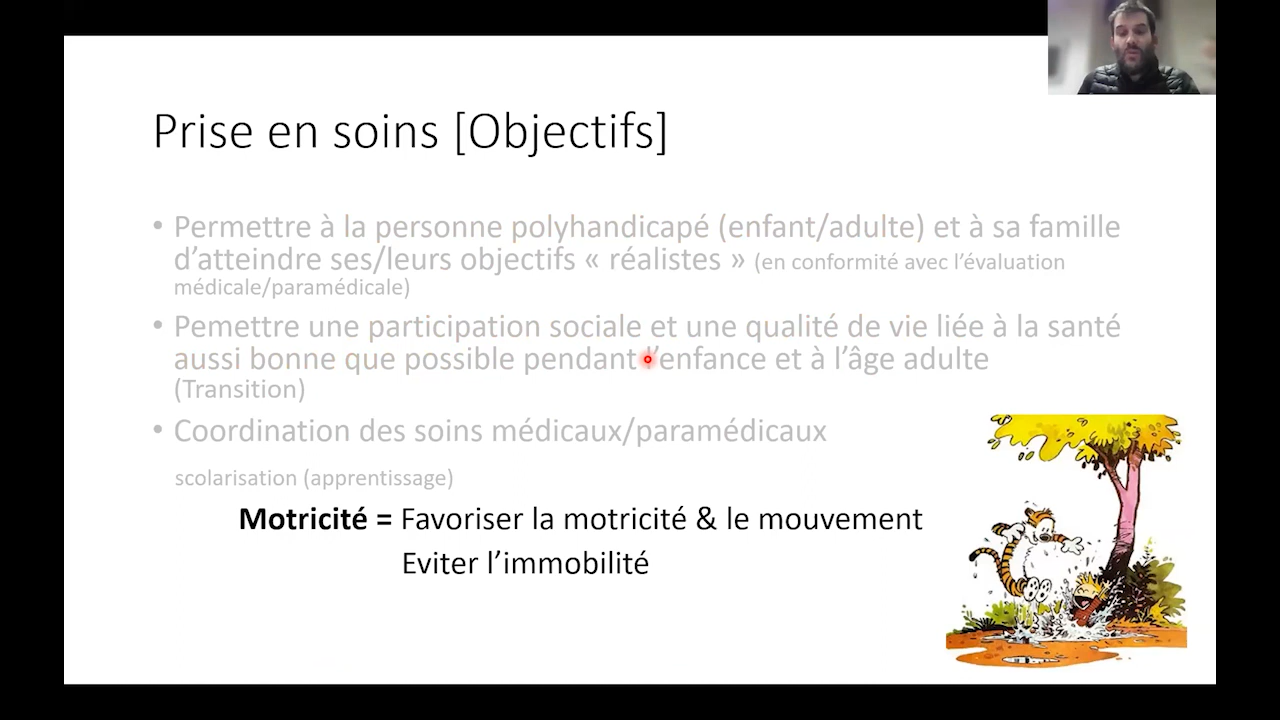 Prise en soins [Objectifs]
• Permettre à la personne polyhandicapé (enfant/adulte) et à sa famille
d’atteindre ses/leurs objectifs « réalistes » (en conformité avec l’évaluation
médicale/paramédicale)
• Pemettre une participation sociale et une qualité de vie liée à la santé
aussi bonne que possible pendant l’enfance et à l’âge adulte
(Transition)
• Coordination des soins médicaux/paramédicaux
scolarisation (apprentissage)
Motricité = Favoriser la motricité & le mouvement
Eviter l’immobilité